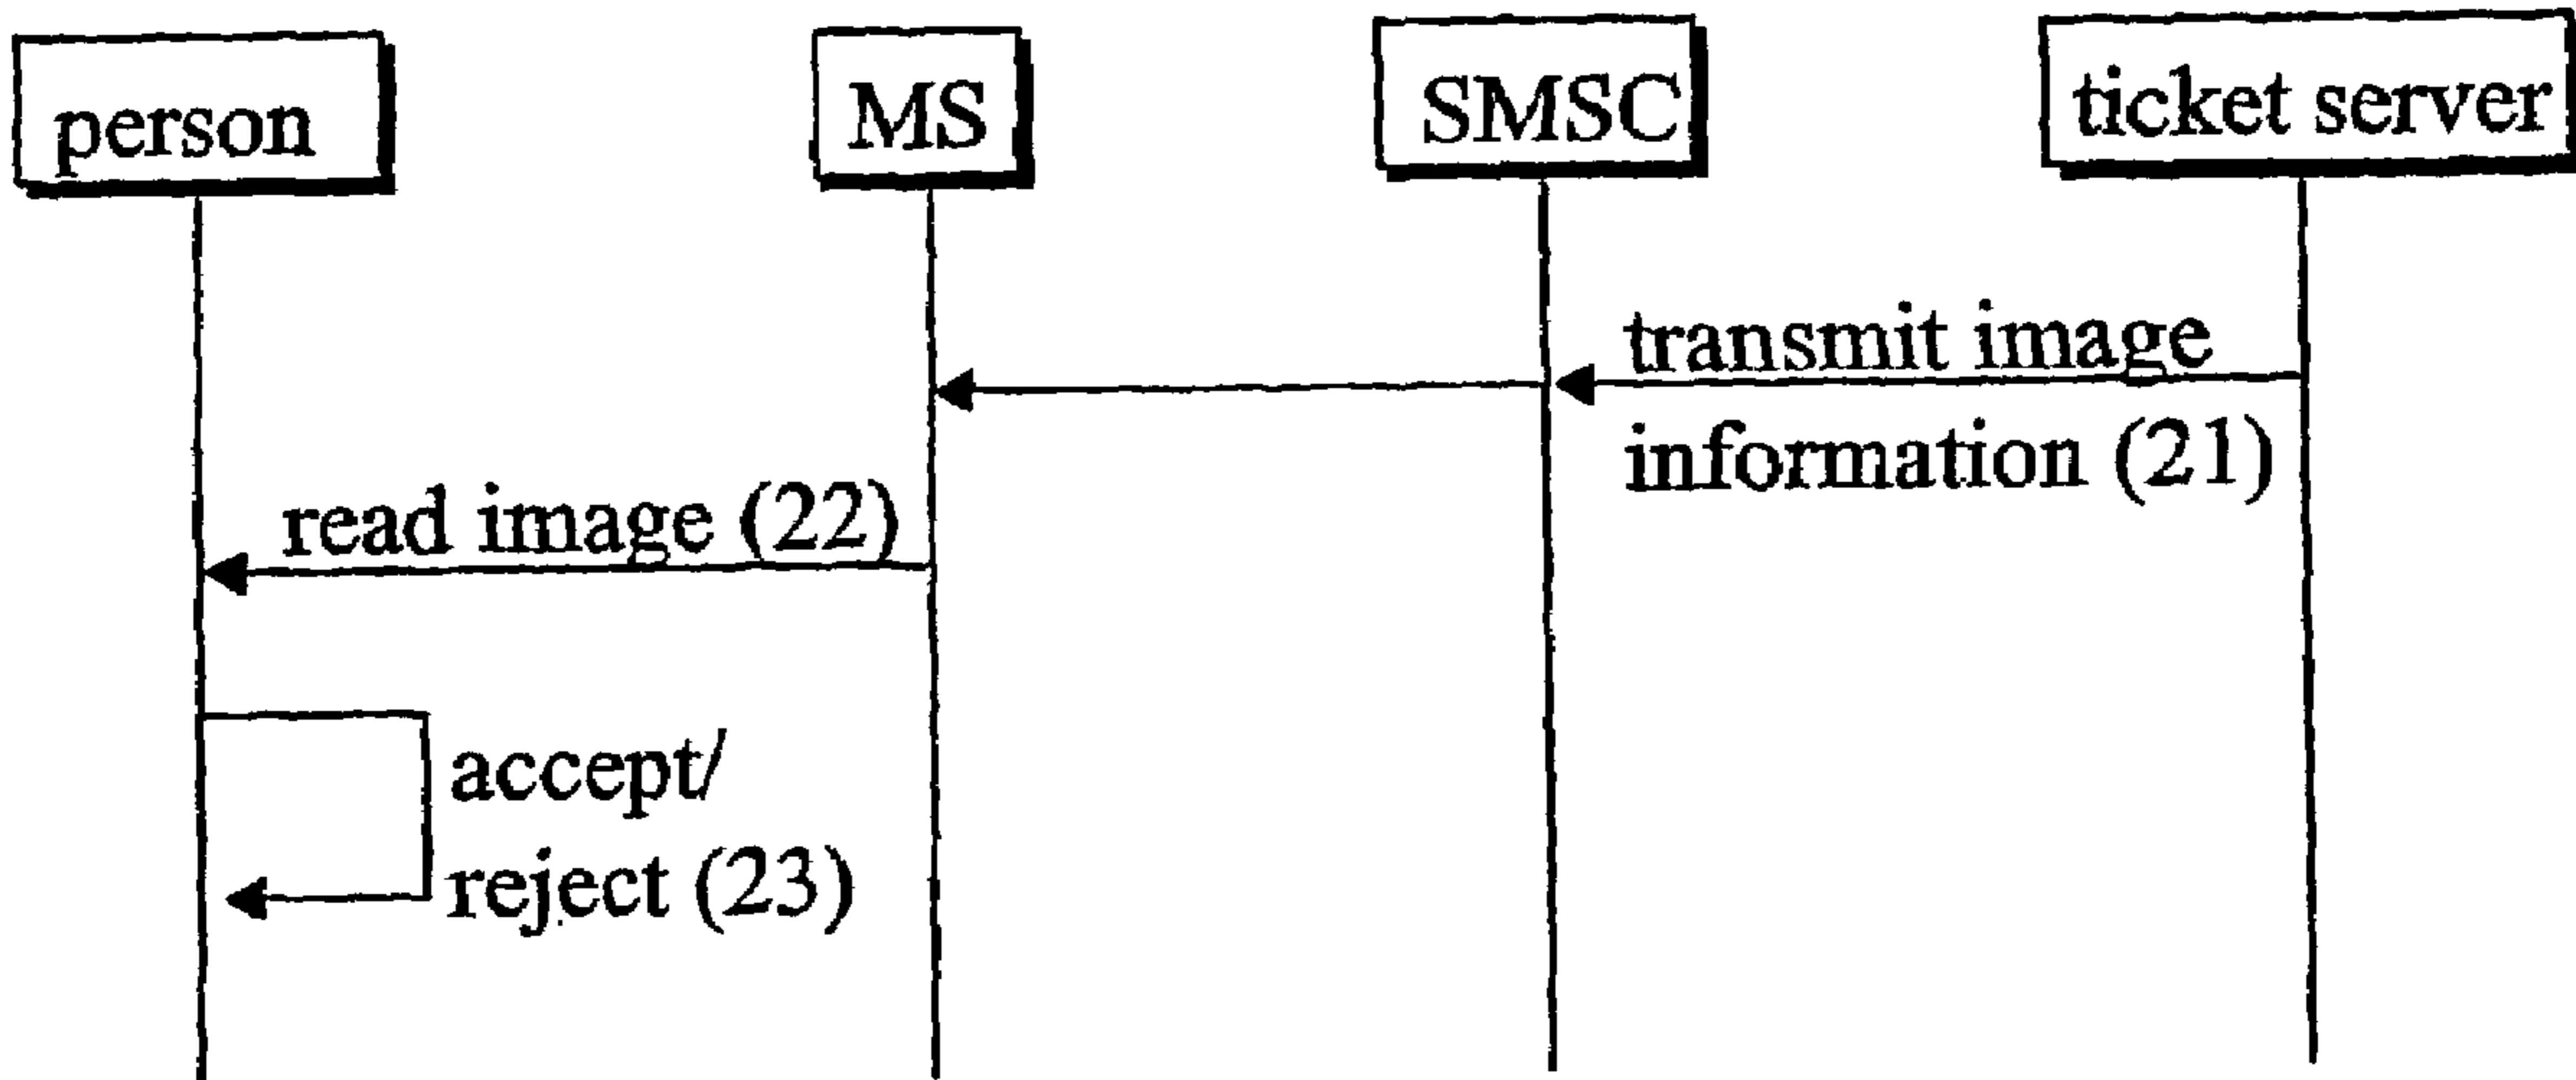 person
MS
SMSC
ticket server
transmit image
information (21)
read image (22)
accept/
reject (23)